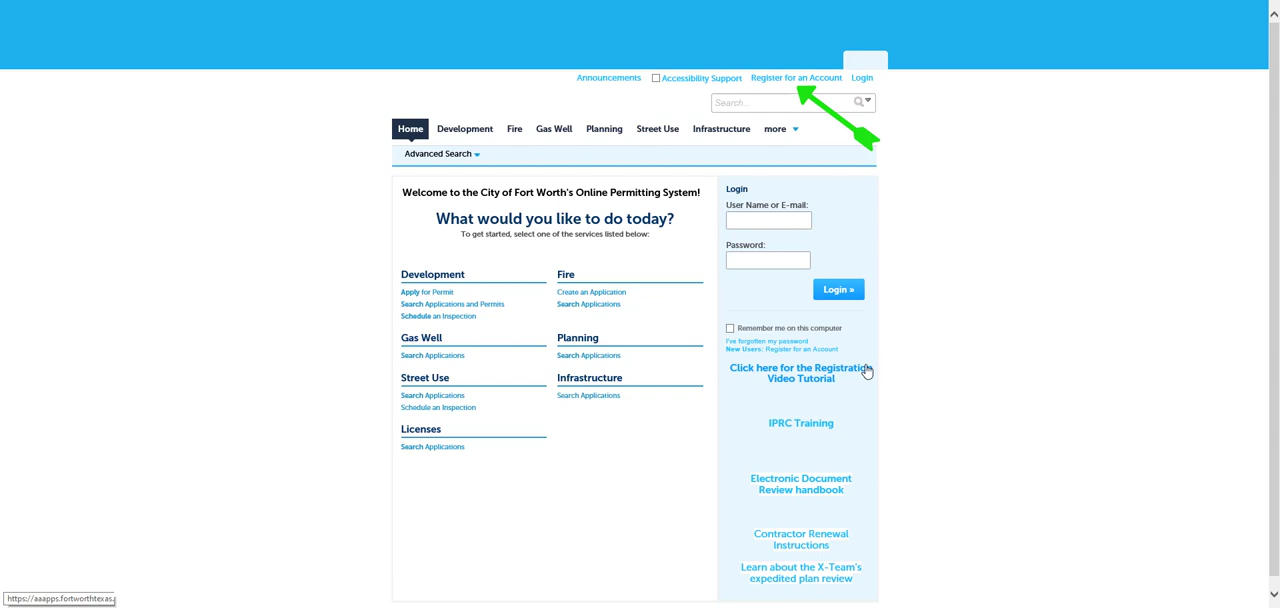 Announcements Accessibility Support Register for an Account Login
Search...
Home Development Fire Gas Well Planning Street Use Infrastructure more
Advanced Search
Welcome to the City of Fort Worth's Online Permitting System!
What would you like to do today?
To get started, select one of the services listed below:
Development
Apply for Permit
Search Applications and Permits
Schedule an Inspection
Fire
Create an Application
Search Applications
Gas Well
Search Applications
Planning
Search Applications
Street Use
Search Applications
Schedule an Inspection
Infrastructure
Search Applications
Licenses
Search Applications
Login
User Name or E-mail:
Password:
Login »
Remember me on this computer
I've forgotten my password
New Users: Register for an Account
Click here for the Registration
Video Tutorial
IPRC Training
Electronic Document
Review handbook
Contractor Renewal
Instructions
Learn about the X-Team's
expedited plan review
https://aaapps.fortworthtexas.